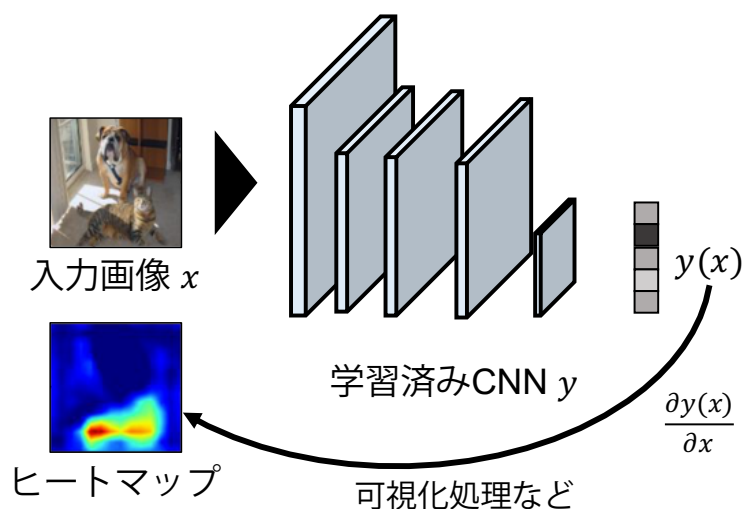 入力画像 x
y(x)
学習済みCNN y
∂y(x)
∂x
ヒートマップ
可視化処理など